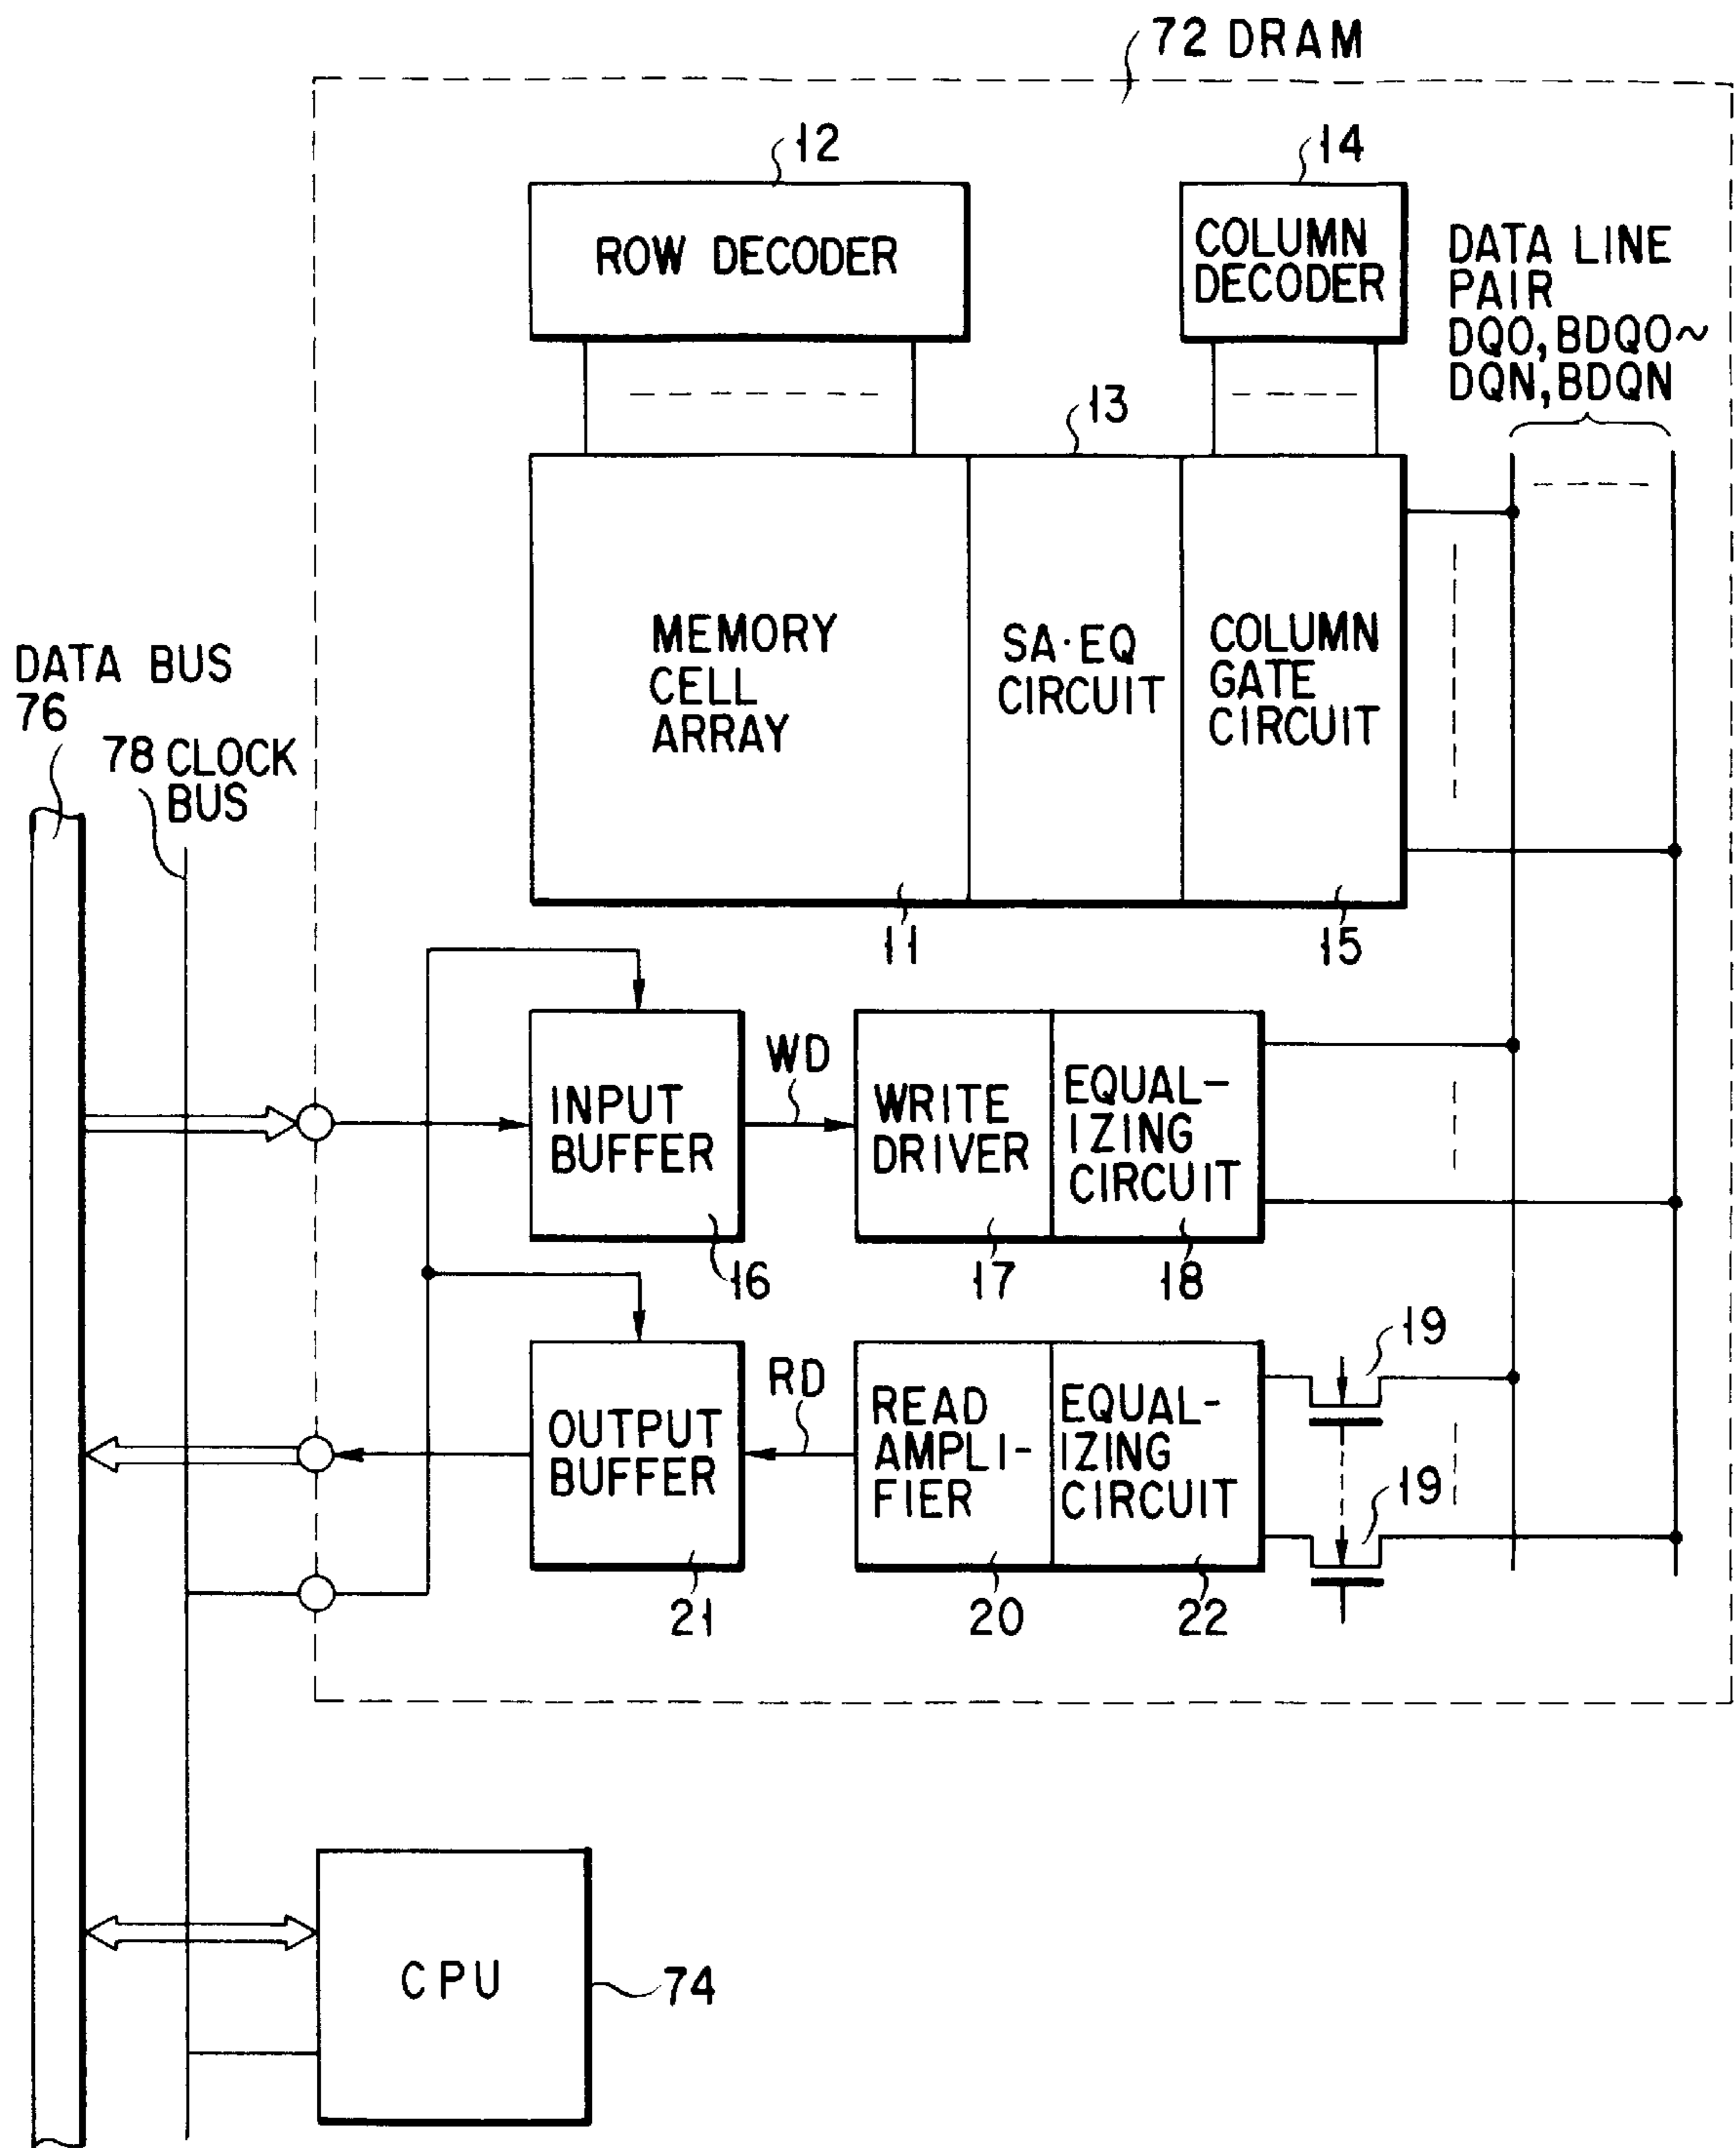 72 DRAM
12
14
ROW DECODER
COLUMN
DECODER
DATA LINE
PAIR
DQ0, BDQ0~
DQN, BDQN
13
MEMORY
CELL
ARRAY
SA·EQ
CIRCUIT
COLUMN
GATE
CIRCUIT
DATA BUS
76
78 CLOCK
BUS
11
15
INPUT
BUFFER
WD
WRITE
DRIVER
EQUAL-
IZING
CIRCUIT
16
17
18
19
OUTPUT
BUFFER
RD
READ
AMPLI-
FIER
EQUAL-
IZING
CIRCUIT
19
21
20
22
CPU
74